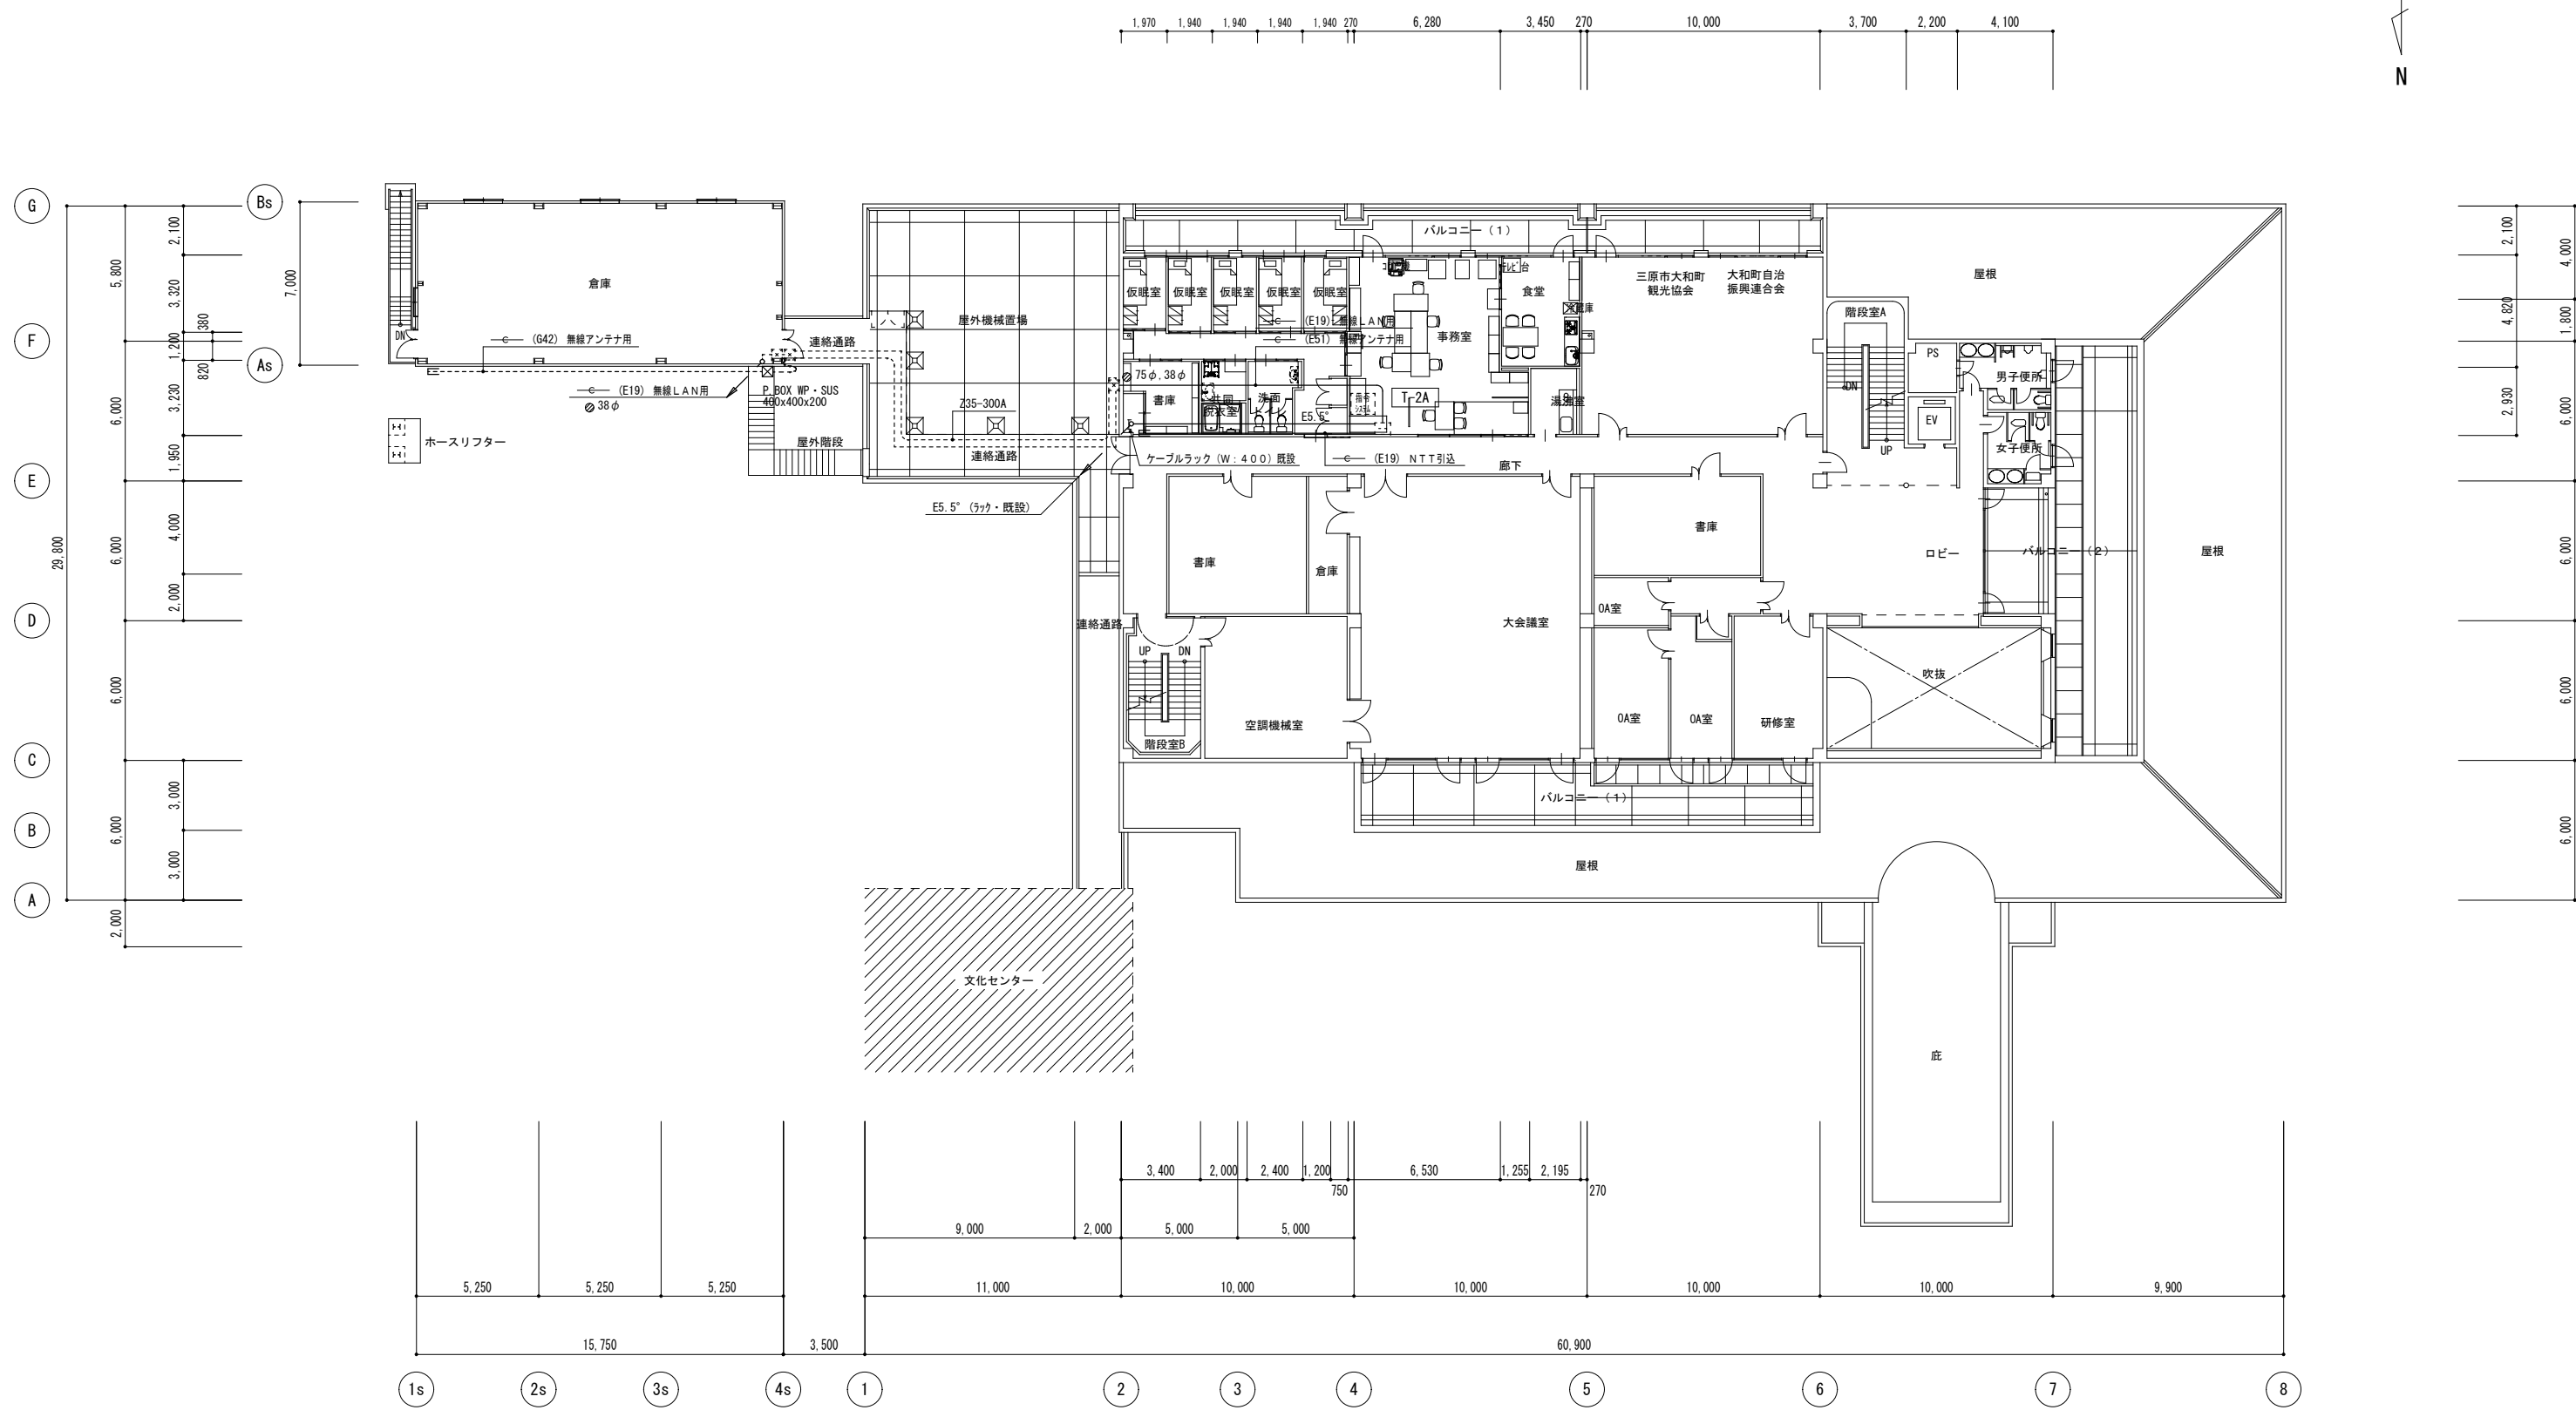 1,970 1,940 1,940 1,940 1,940 270 6,280 3,450 270 10,000 3,700 2,200 4,100
N
G
F
E
D
C
B
A
Bs
As
29,800
5,800
6,000
6,000
6,000
6,000
2,000
2,100
3,320
1,200
3,230
1,950
4,000
2,000
3,000
3,000
380
820
7,000
2,100
4,820
2,930
4,000
1,800
6,000
6,000
6,000
6,000
倉庫
DN
(G42) 無線アンテナ用
(E19) 無線LAN用
38φ
P.BOX WP・SUS
400x400x200
ホースリフター
屋外階段
連絡通路
屋外機械置場
Z35-300A
連絡通路
E5.5° (ラック・既設)
連絡通路
バルコニー(1)
仮眠室 仮眠室 仮眠室 仮眠室 仮眠室
(E19) 無線LAN用
(E51) 無線アンテナ用
75φ,38φ
書庫
脱衣室
洗面
トイレ
E5.5°
事務室
T-2A
テレビ台
食堂
湯沸室
三原市大和町
観光協会
大和町自治
振興連合会
ケーブルラック(W:400)既設
(E19) NTT引込
廊下
階段室A
DN
UP
PS
EV
男子便所
女子便所
屋根
屋根
書庫
倉庫
大会議室
書庫
OA室
OA室
OA室
研修室
ロビー
バルコニー(2)
吹抜
UP DN
階段室B
空調機械室
バルコニー(1)
屋根
文化センター
庇
3,400 2,000 2,400 1,200 750 6,530 1,255 2,195 270
9,000 2,000 5,000 5,000
5,250 5,250 5,250 11,000 10,000 10,000 10,000 10,000 9,900
15,750 3,500 60,900
1s 2s 3s 4s 1 2 3 4 5 6 7 8